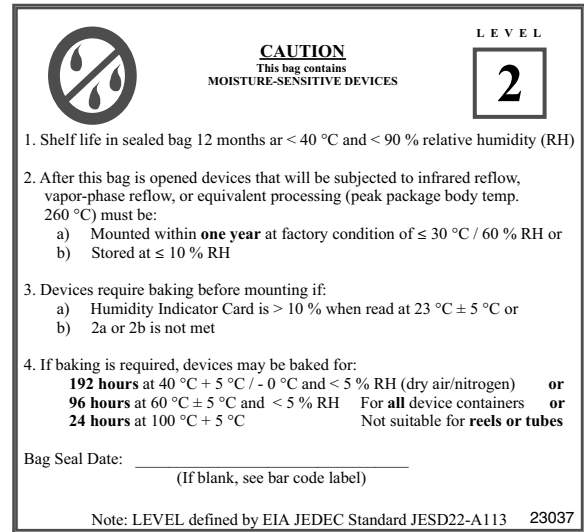 L E V E L
CAUTION
This bag contains
MOISTURE-SENSITIVE DEVICES
2
1. Shelf life in sealed bag 12 months ar < 40 °C and < 90 % relative humidity (RH)
2. After this bag is opened devices that will be subjected to infrared reflow,
vapor-phase reflow, or equivalent processing (peak package body temp.
260 °C) must be:
a) Mounted within one year at factory condition of ≤ 30 °C / 60 % RH or
b) Stored at ≤ 10 % RH
3. Devices require baking before mounting if:
a) Humidity Indicator Card is > 10 % when read at 23 °C ± 5 °C or
b) 2a or 2b is not met
4. If baking is required, devices may be baked for:
192 hours at 40 °C + 5 °C / - 0 °C and < 5 % RH (dry air/nitrogen) or
96 hours at 60 °C ± 5 °C and < 5 % RH For all device containers or
24 hours at 100 °C + 5 °C Not suitable for reels or tubes
Bag Seal Date: ______________________________
(If blank, see bar code label)
Note: LEVEL defined by EIA JEDEC Standard JESD22-A113 23037